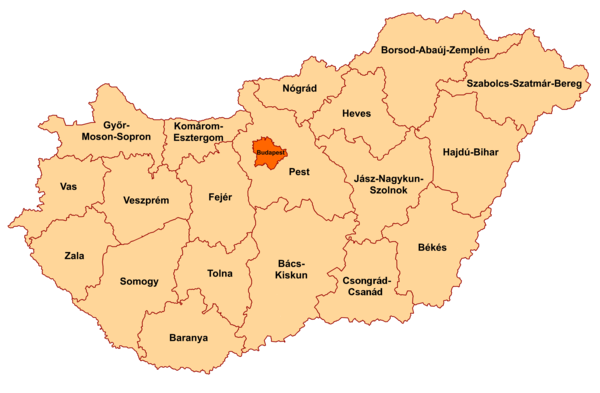 Borsod-Abaúj-Zemplén
Szabolcs-Szatmár-Bereg
Nógrád
Heves
Győr-
Moson-Sopron
Komárom-
Esztergom
Budapest
Hajdú-Bihar
Pest
Jász-Nagykun-
Szolnok
Vas
Veszprém
Fejér
Békés
Zala
Somogy
Tolna
Bács-
Kiskun
Csongrád-
Csanád
Baranya